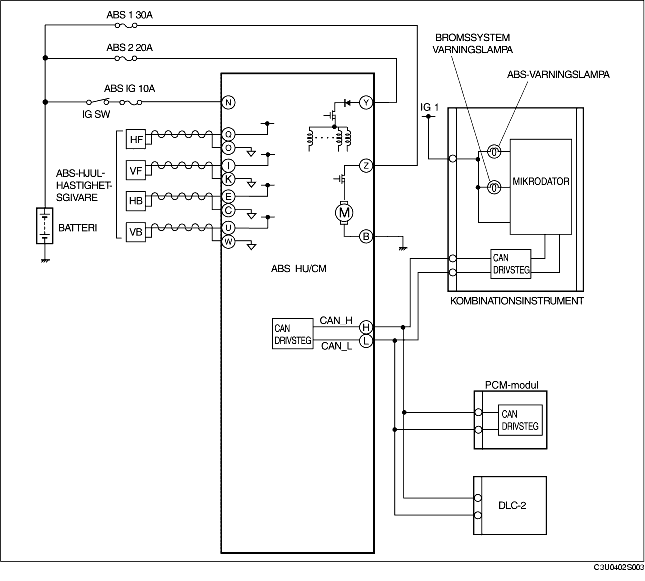 ABS 1 30A
ABS 2 20A
ABS IG 10A
IG SW
ABS-HJUL-
HASTIGHET-
SGIVARE
HF
VF
HB
VB
BATTERI
N
Q
O
I
K
E
C
U
W
Y
Z
M
B
ABS HU/CM
CAN
DRIVSTEG
CAN_H
CAN_L
H
L
BROMSSYSTEM
VARNINGSLAMPA
ABS-VARNINGSLAMPA
IG 1
MIKRODATOR
CAN
DRIVSTEG
KOMBINATIONSINSTRUMENT
PCM-modul
CAN
DRIVSTEG
DLC-2
C3U0402S003